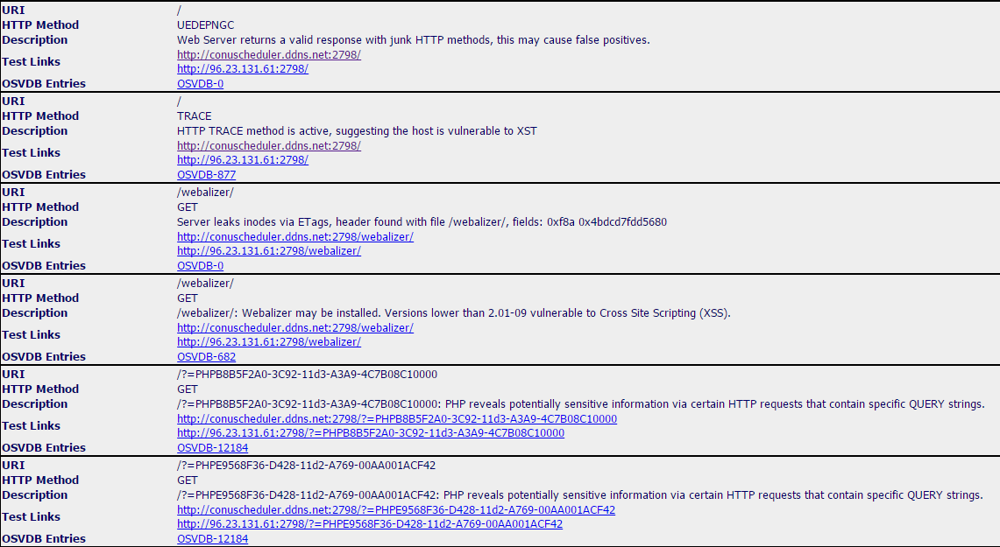 URI /
HTTP Method UEDEPNGC
Description Web Server returns a valid response with junk HTTP methods, this may cause false positives.
Test Links http://conuscheduler.ddns.net:2798/
http://96.23.131.61:2798/
OSVDB Entries OSVDB-0
URI /
HTTP Method TRACE
Description HTTP TRACE method is active, suggesting the host is vulnerable to XST
Test Links http://conuscheduler.ddns.net:2798/
http://96.23.131.61:2798/
OSVDB Entries OSVDB-877
URI /webalizer/
HTTP Method GET
Description Server leaks inodes via ETags, header found with file /webalizer/, fields: 0xf8a 0x4bdcd7fdd5680
Test Links http://conuscheduler.ddns.net:2798/webalizer/
http://96.23.131.61:2798/webalizer/
OSVDB Entries OSVDB-0
URI /webalizer/
HTTP Method GET
Description /webalizer/: Webalizer may be installed. Versions lower than 2.01-09 vulnerable to Cross Site Scripting (XSS).
Test Links http://conuscheduler.ddns.net:2798/webalizer/
http://96.23.131.61:2798/webalizer/
OSVDB Entries OSVDB-682
URI /?=PHPB8B5F2A0-3C92-11d3-A3A9-4C7B08C10000
HTTP Method GET
Description /?=PHPB8B5F2A0-3C92-11d3-A3A9-4C7B08C10000: PHP reveals potentially sensitive information via certain HTTP requests that contain specific QUERY strings.
Test Links http://conuscheduler.ddns.net:2798/?=PHPB8B5F2A0-3C92-11d3-A3A9-4C7B08C10000
http://96.23.131.61:2798/?=PHPB8B5F2A0-3C92-11d3-A3A9-4C7B08C10000
OSVDB Entries OSVDB-12184
URI /?=PHPE9568F36-D428-11d2-A769-00AA001ACF42
HTTP Method GET
Description /?=PHPE9568F36-D428-11d2-A769-00AA001ACF42: PHP reveals potentially sensitive information via certain HTTP requests that contain specific QUERY strings.
Test Links http://conuscheduler.ddns.net:2798/?=PHPE9568F36-D428-11d2-A769-00AA001ACF42
http://96.23.131.61:2798/?=PHPE9568F36-D428-11d2-A769-00AA001ACF42
OSVDB Entries OSVDB-12184